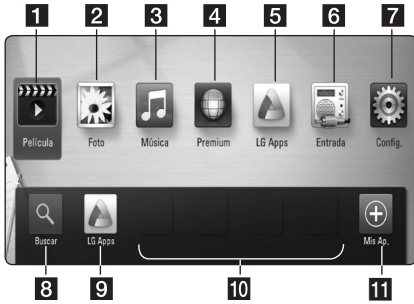 1 2 3 4 5 6 7
Película Foto Música Premium LG Apps Entrada Config.
Buscar LG Apps Mis Ap.
8 9 10 11